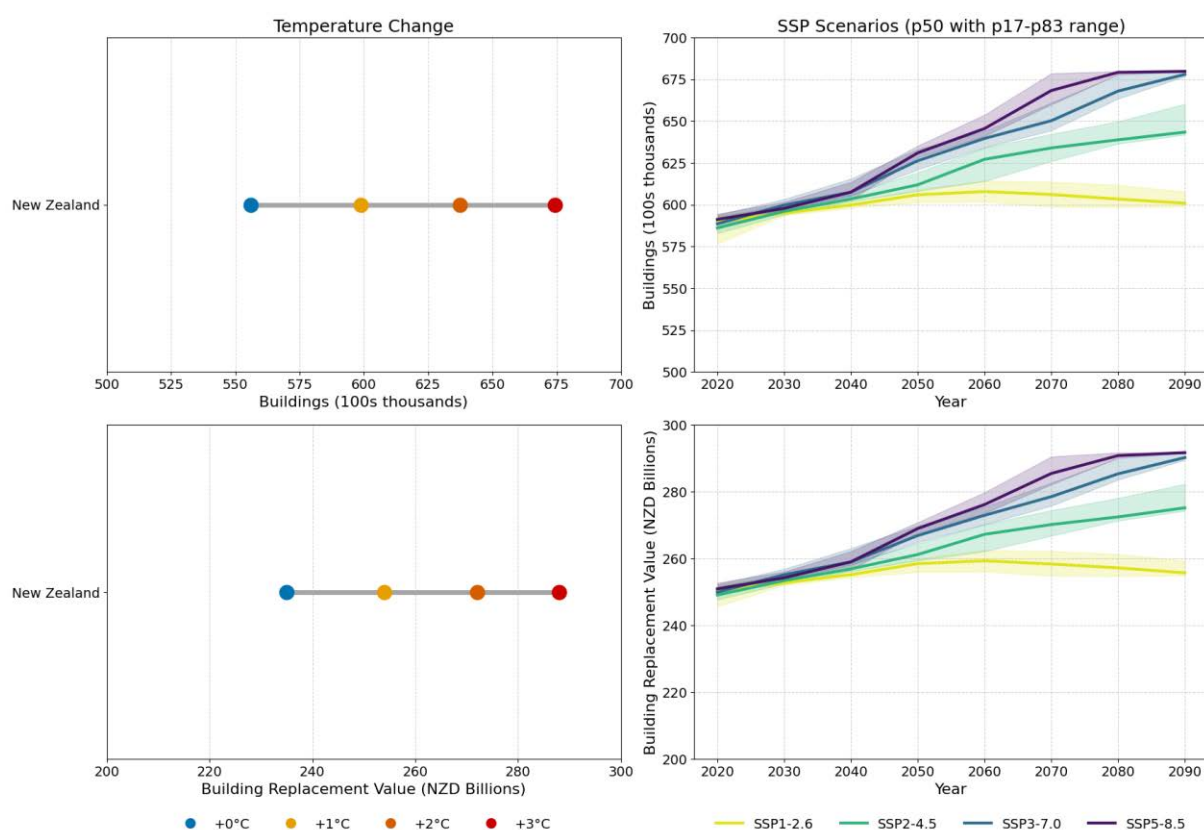 Temperature Change
New Zealand
500 525 550 575 600 625 650 675 700
Buildings (100s thousands)
SSP Scenarios (p50 with p17-p83 range)
Buildings (100s thousands)
700
675
650
625
600
575
550
525
500
2020 2030 2040 2050 2060 2070 2080 2090
Year
New Zealand
200 220 240 260 280 300
Building Replacement Value (NZD Billions)
Building Replacement Value (NZD Billions)
300
280
260
240
220
200
2020 2030 2040 2050 2060 2070 2080 2090
Year
+0°C +1°C +2°C +3°C
SSP1-2.6 SSP2-4.5 SSP3-7.0 SSP5-8.5